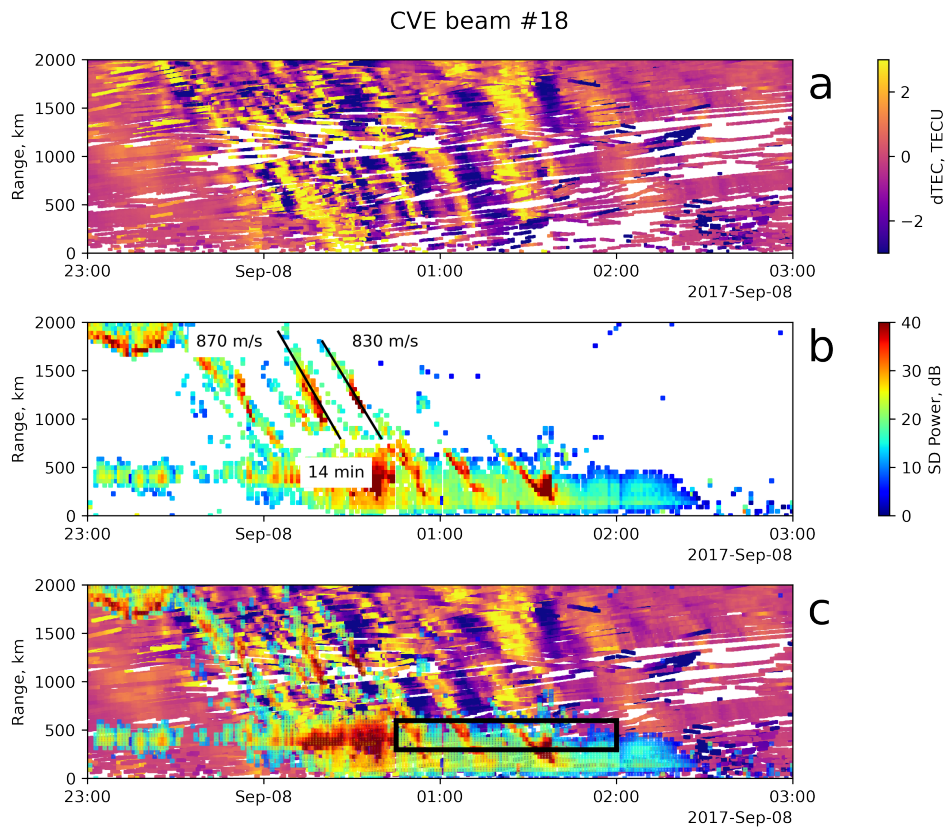 CVE beam #18
2000
1500
1000
500
0
Range, km
23:00
Sep-08
01:00
02:00
03:00
2017-Sep-08
a
2
0
−2
dTEC, TECU
2000
1500
1000
500
0
Range, km
870 m/s
830 m/s
14 min
23:00
Sep-08
01:00
02:00
03:00
2017-Sep-08
b
40
30
20
10
0
SD Power, dB
2000
1500
1000
500
0
Range, km
23:00
Sep-08
01:00
02:00
03:00
2017-Sep-08
c